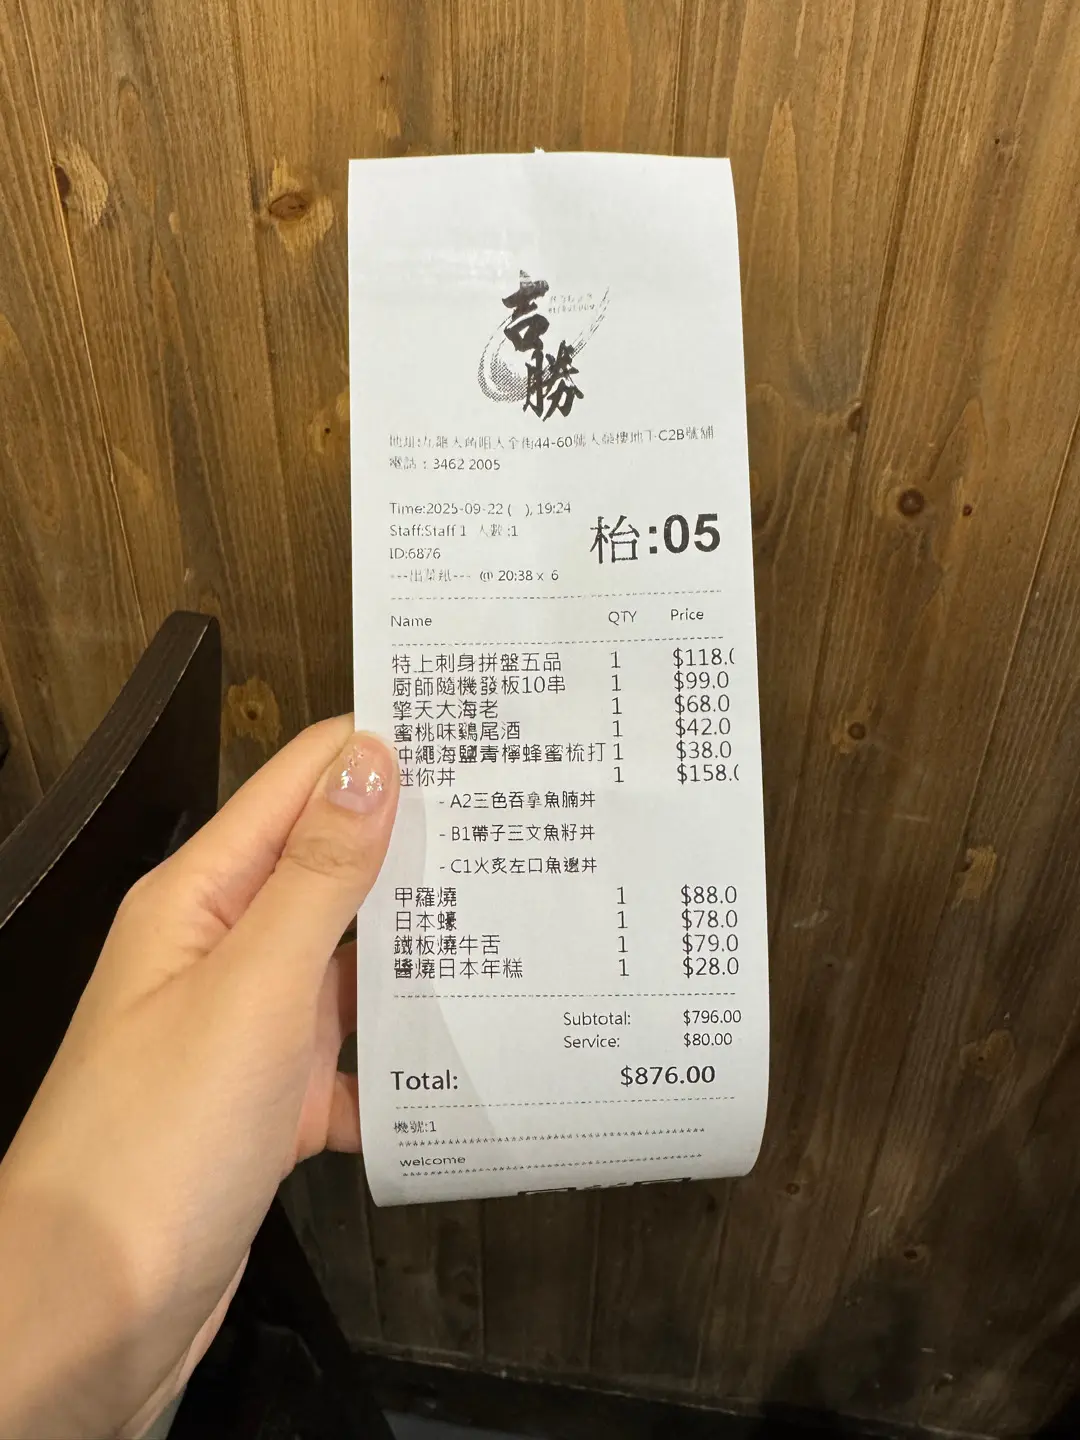 吉勝
地址:九龍大角咀大全街44-60號大雄樓地下C2B號舖
電話：3462 2005
Time:2025-09-22 ( ), 19:24
Staff:Staff 1 人數:1
枱:05
ID:6876
---出菜紙--- @ 20:38 x 6
Name QTY Price
特上刺身拼盤五品 1 $118.0
厨師隨機發板10串 1 $99.0
擎天大海老 1 $68.0
蜜桃味鷄尾酒 1 $42.0
沖繩海鹽青檸蜂蜜梳打 1 $38.0
迷你丼 1 $158.0
- A2三色吞拿魚腩丼
- B1帶子三文魚籽丼
- C1火炙左口魚邊丼
甲羅燒 1 $88.0
日本蠔 1 $78.0
鐵板燒牛舌 1 $79.0
醬燒日本年糕 1 $28.0
Subtotal: $796.00
Service: $80.00
Total: $876.00
機號:1
welcome